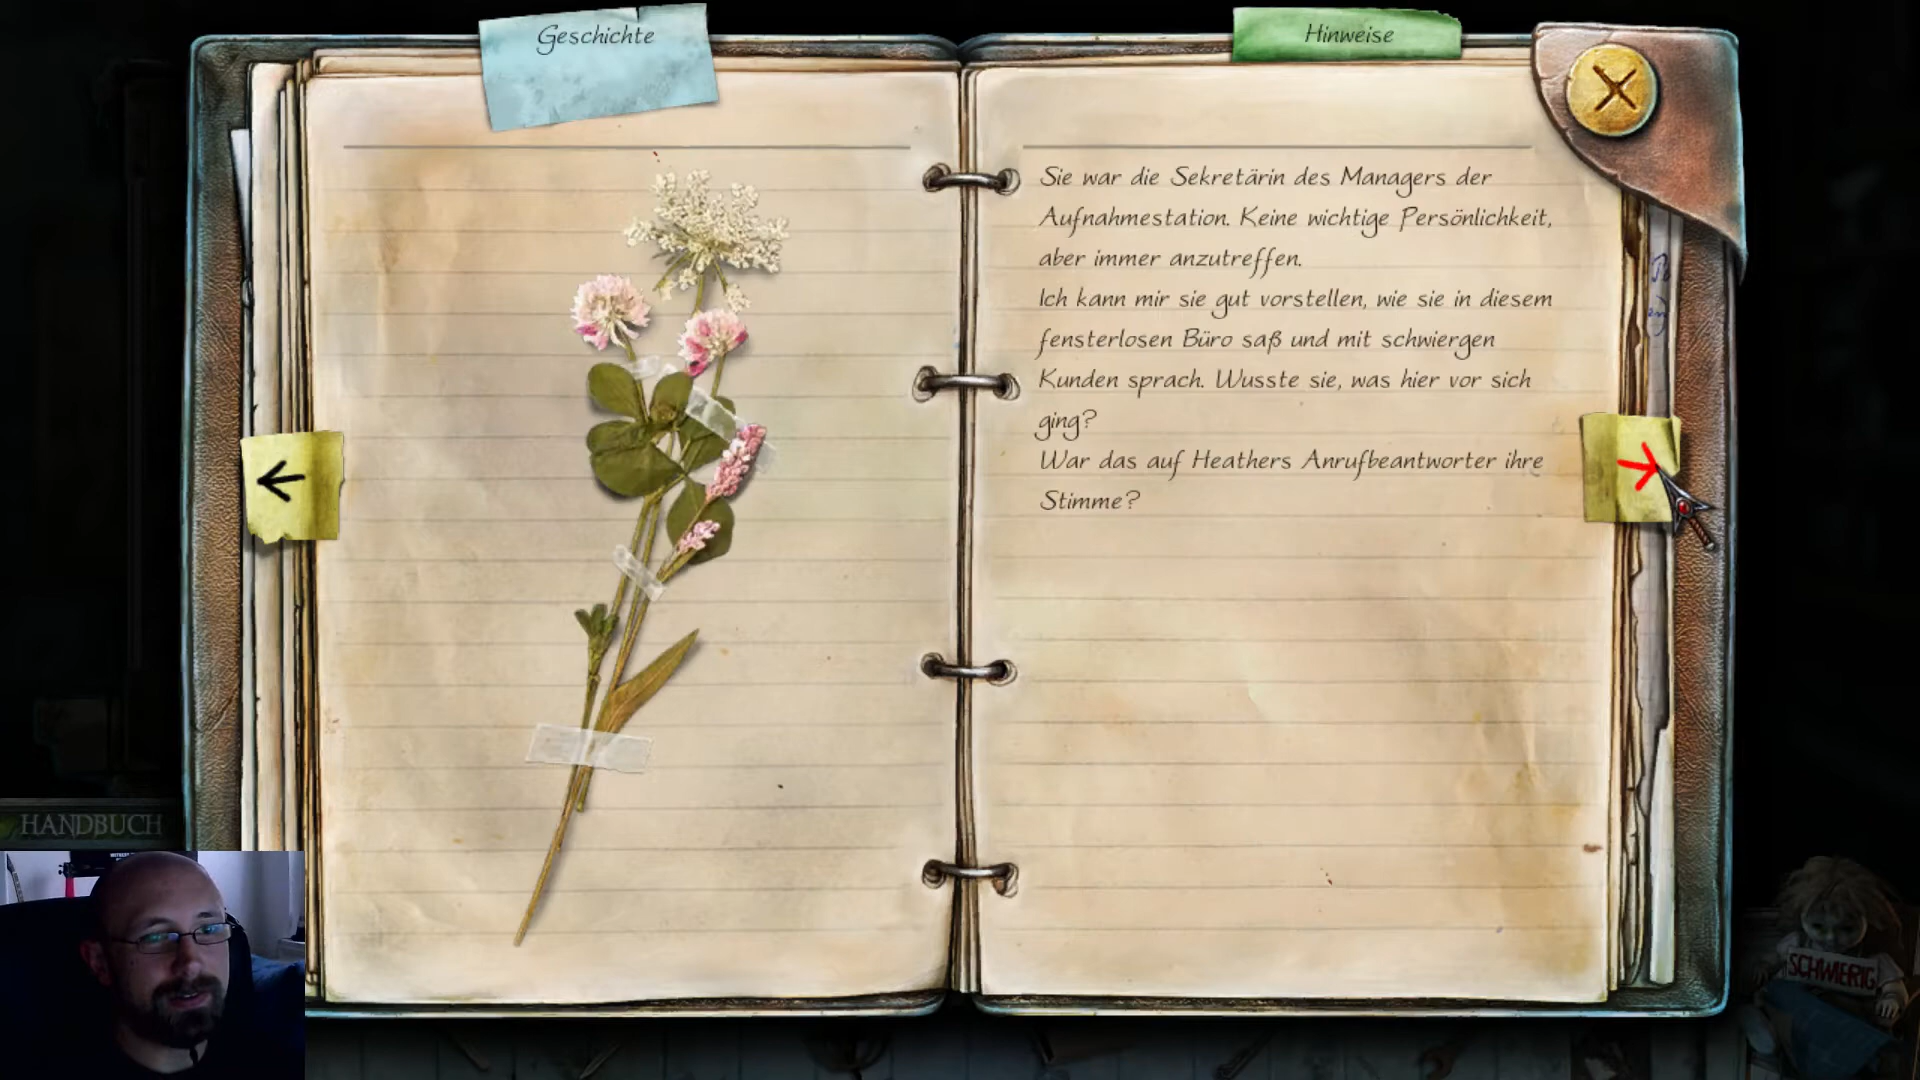 Geschichte
Hinweise
Sie war die Sekretärin des Managers der
Aufnahmestation. Keine wichtige Persönlichkeit,
aber immer anzutreffen.
Ich kann mir sie gut vorstellen, wie sie in diesem
fensterlosen Büro saß und mit schwiergen
Kunden sprach. Wusste sie, was hier vor sich
ging?
War das auf Heathers Anrufbeantworter ihre
Stimme?
HANDBUCH
SCHWIERIG